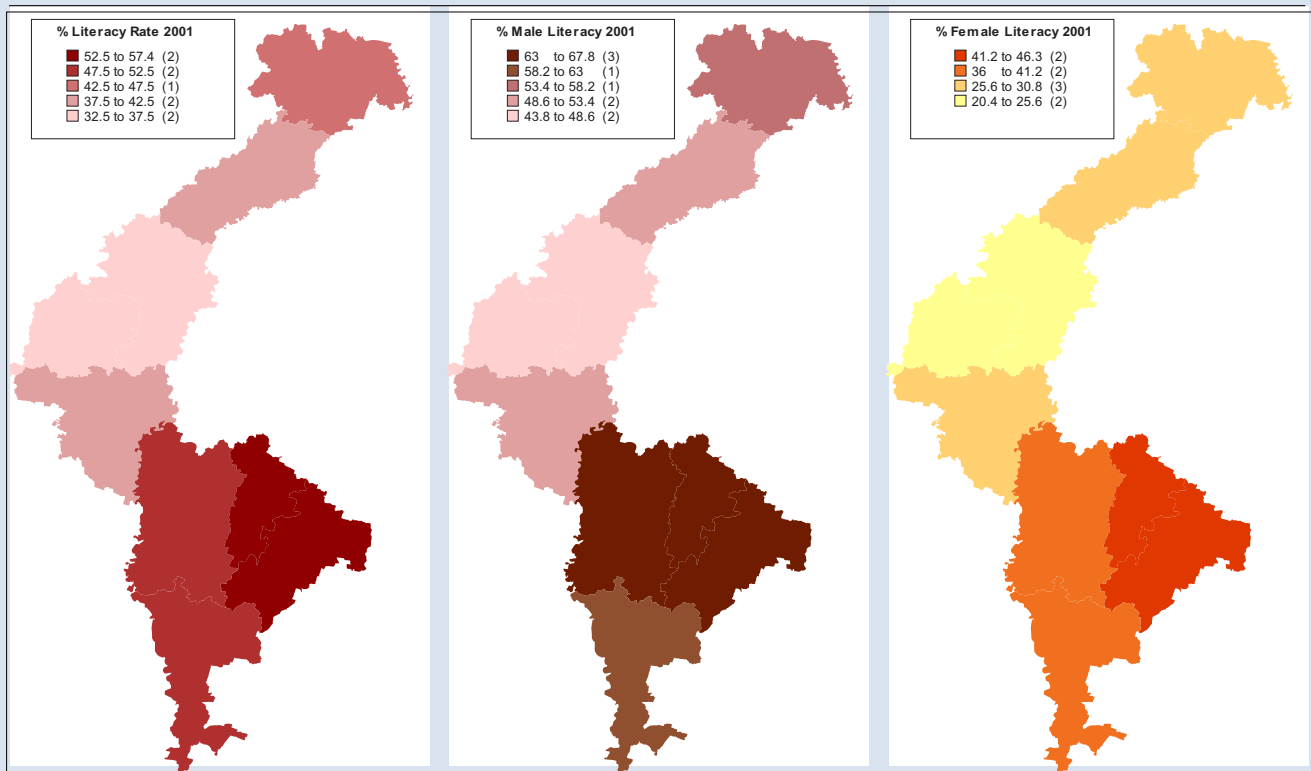 % Literacy Rate 2001
52.5 to 57.4 (2)
47.5 to 52.5 (2)
42.5 to 47.5 (1)
37.5 to 42.5 (2)
32.5 to 37.5 (2)
% Male Literacy 2001
63 to 67.8 (3)
58.2 to 63 (1)
53.4 to 58.2 (1)
48.6 to 53.4 (2)
43.8 to 48.6 (2)
% Female Literacy 2001
41.2 to 46.3 (2)
36 to 41.2 (2)
25.6 to 30.8 (3)
20.4 to 25.6 (2)